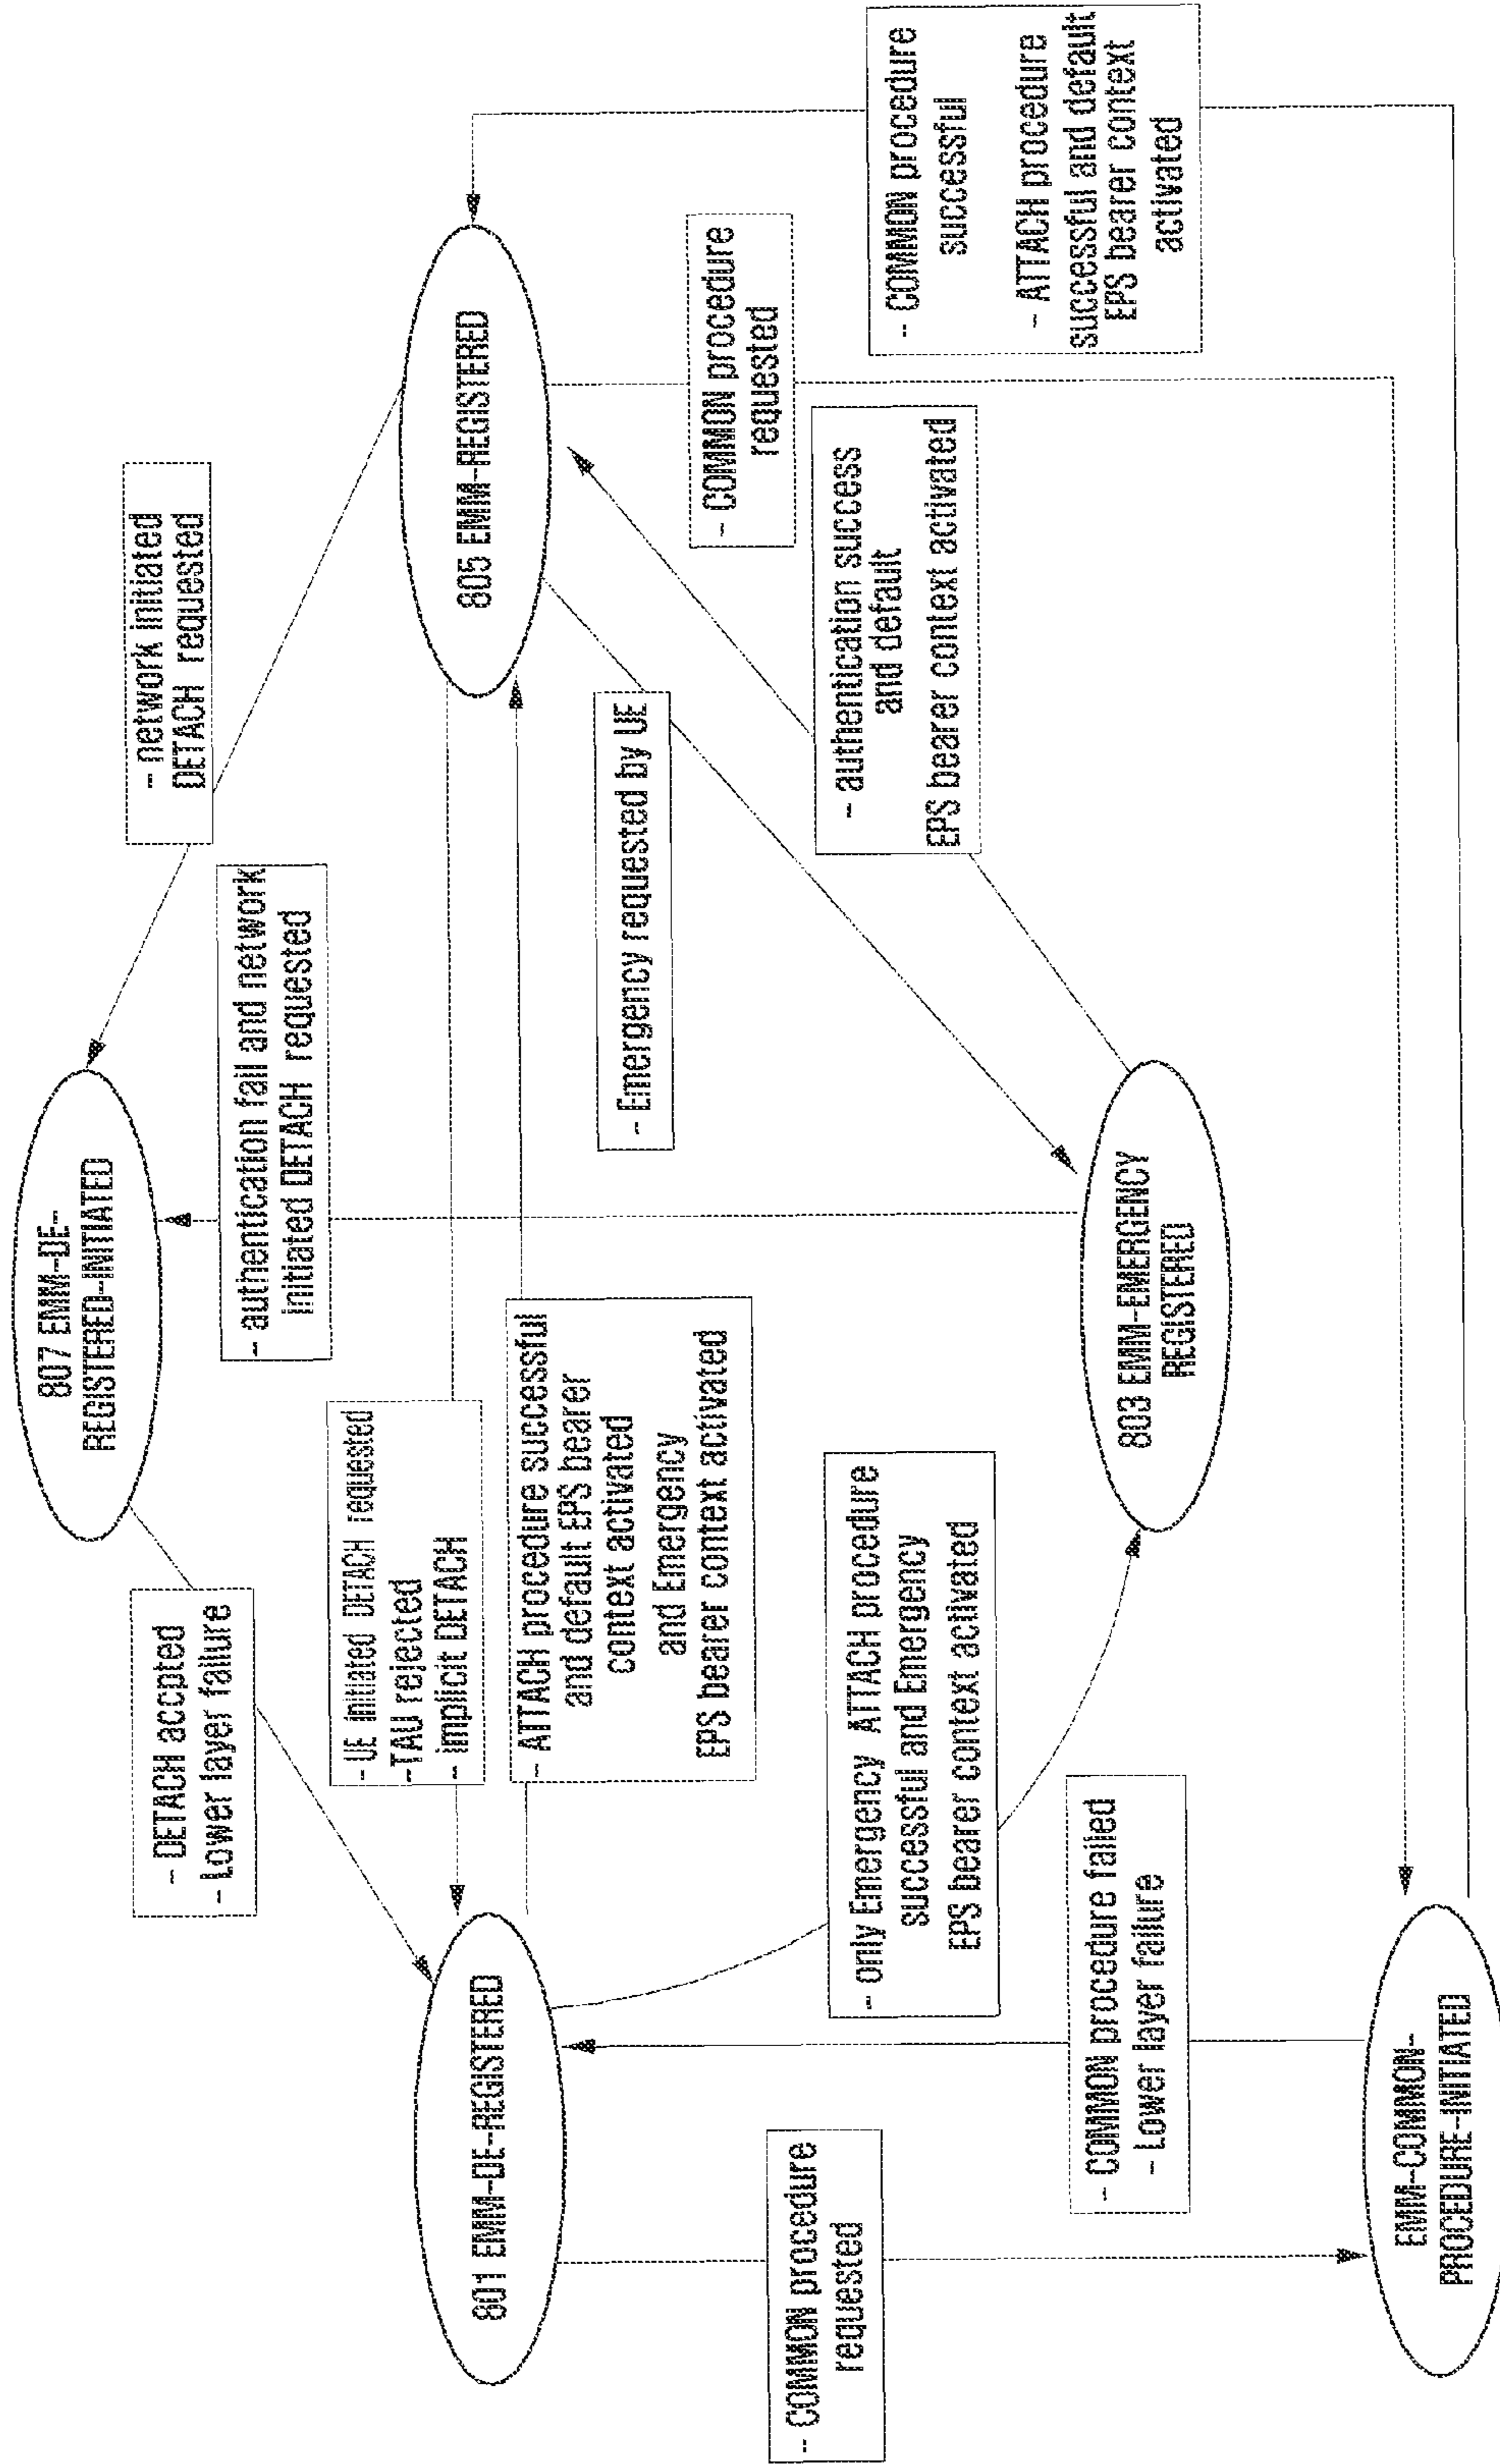 807 EMM-DE-
REGISTERED-INITIATED
- network initiated
DETACH requested
- DETACH accpted
- Lower layer failure
- authentication fail and network
initiated DETACH requested
- UE initiated DETACH requested
-TAU rejected
- implicit DETACH
801 EMM-DE-REGISTERED
805 EMM-REGISTERED
- ATTACH procedure successful
and default EPS bearer
context activated
and Emergency
EPS bearer context activated
- Emergency requested by UE
- COMMON procedure
requested
- authentication success
and default
EPS bearer context activated
- COMMON procedure
successful
- ATTACH procedure
successful and default
EPS bearer context
activated
- only Emergency ATTACH procedure
successful and Emergency
EPS bearer context activated
803 EMM-EMERGENCY
REGISTERED
-- COMMON procedure
requested
- COMMON procedure failed
- Lower layer failure
EMM-COMMON-
PROCEDURE-INITIATED